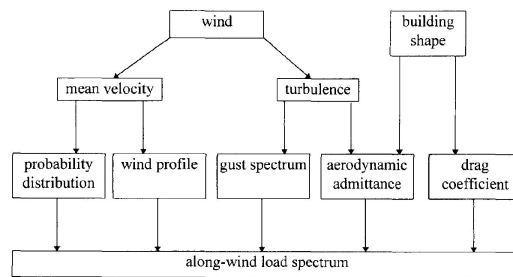 wind
building
shape
mean velocity
turbulence
probability
distribution
wind profile
gust spectrum
aerodynamic
admittance
drag
coefficient
along-wind load spectrum